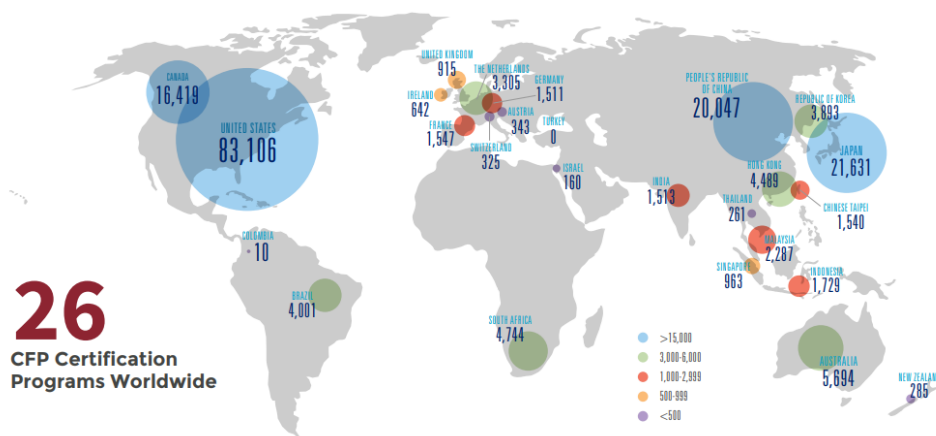 CANADA
16,419
UNITED STATES
83,106
COLOMBIA
10
BRAZIL
4,001
26
CFP Certification
Programs Worldwide
UNITED KINGDOM
915
IRELAND
642
THE NETHERLANDS
3,305
GERMANY
1,511
FRANCE
1,547
AUSTRIA
343
SWITZERLAND
325
TURKEY
0
ISRAEL
160
SOUTH AFRICA
4,744
PEOPLE'S REPUBLIC
OF CHINA
20,047
REPUBLIC OF KOREA
3,893
JAPAN
21,631
HONG KONG
4,489
INDIA
1,513
CHINESE TAIPEI
1,540
THAILAND
261
MALAYSIA
2,287
SINGAPORE
963
INDONESIA
1,729
AUSTRALIA
5,694
NEW ZEALAN
285
>15,000
3,000-6,000
1,000-2,999
500-999
<500